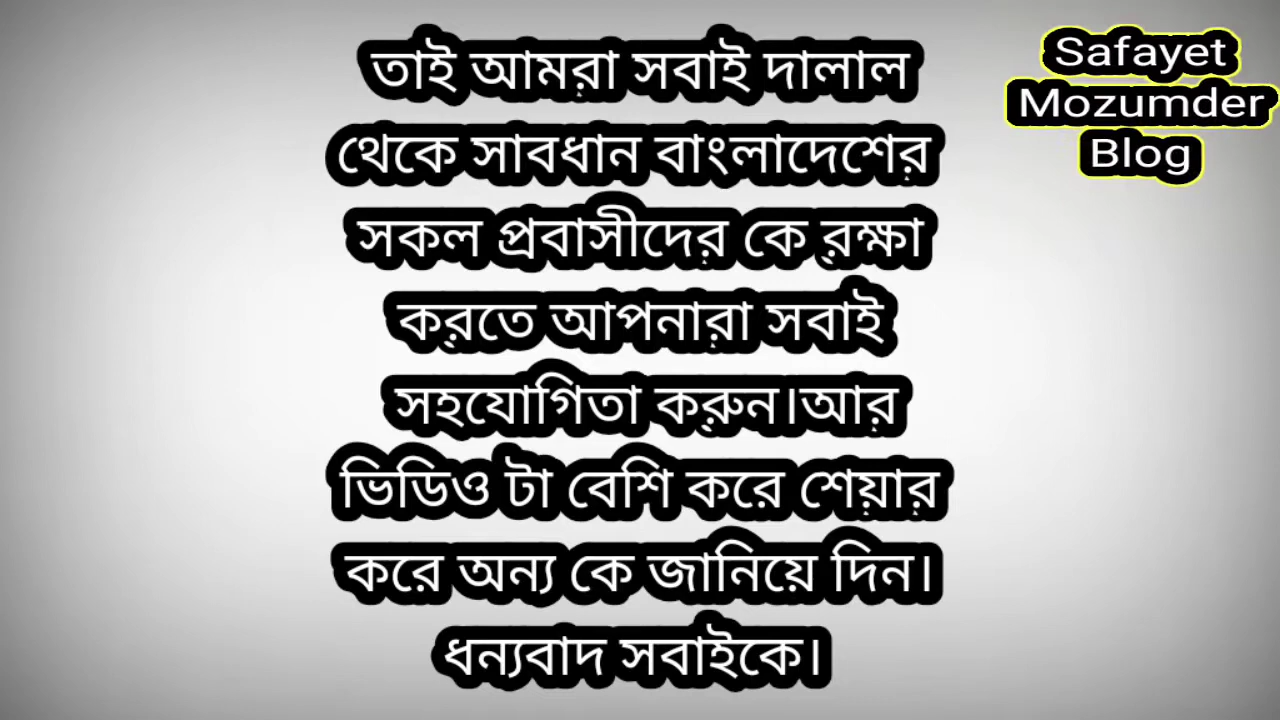 তাই আমরা সবাই দালাল
থেকে সাবধান বাংলাদেশের
সকল প্রবাসীদের কে রক্ষা
করতে আপনারা সবাই
সহযোগিতা করুন।আর
ভিডিও টা বেশি করে শেয়ার
করে অন্য কে জানিয়ে দিন।
ধন্যবাদ সবাইকে।
Safayet
Mozumder
Blog